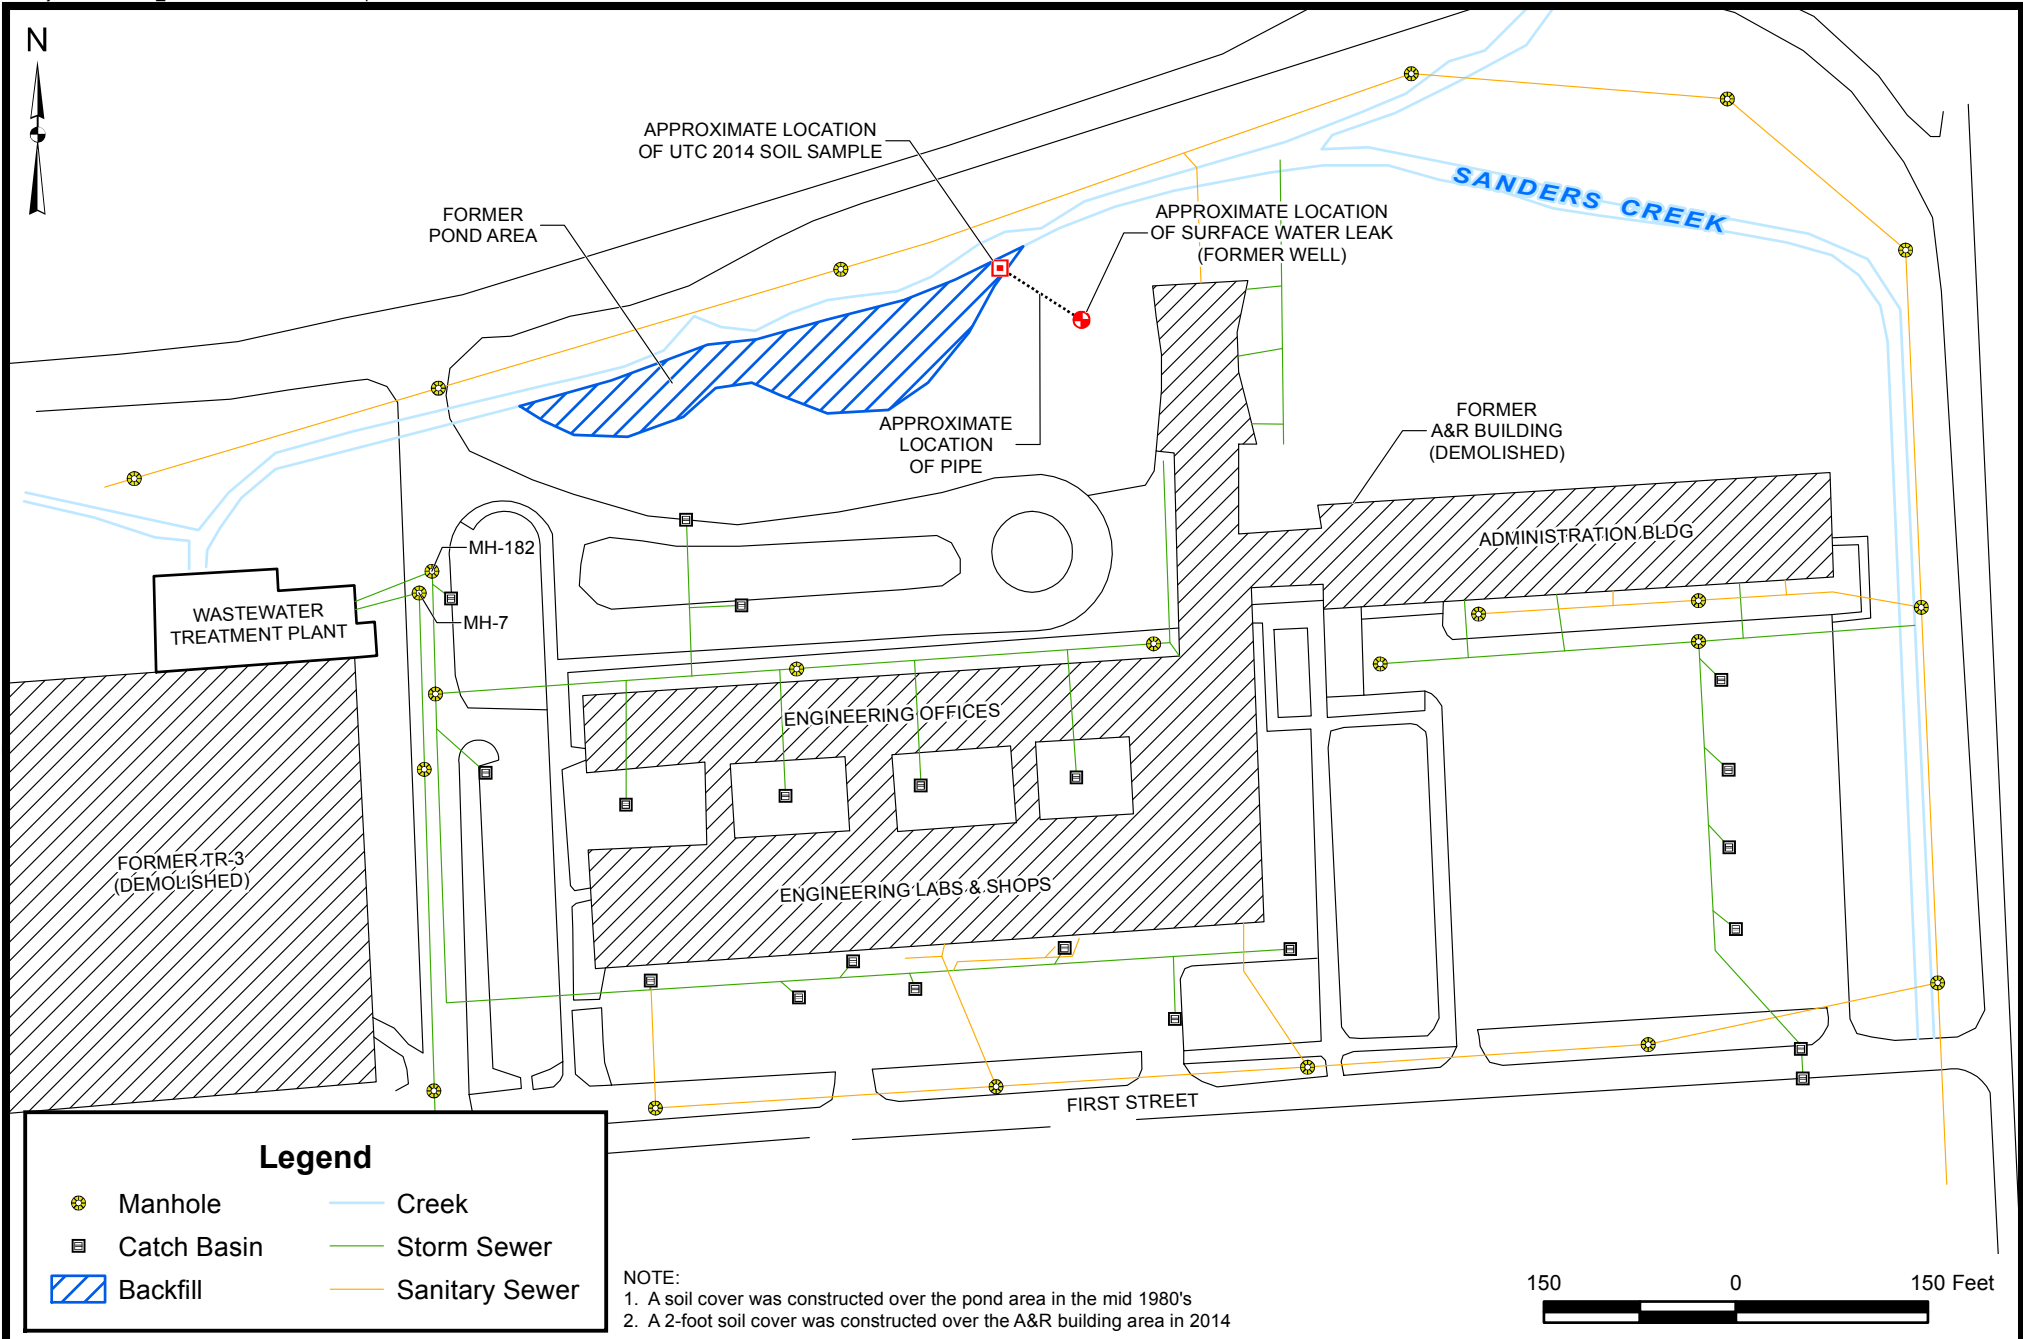 N
APPROXIMATE LOCATION
OF UTC 2014 SOIL SAMPLE
FORMER
POND AREA
SANDERS CREEK
APPROXIMATE LOCATION
OF SURFACE WATER LEAK
(FORMER WELL)
APPROXIMATE
LOCATION
OF PIPE
FORMER
A&R BUILDING
(DEMOLISHED)
ADMINISTRATION BLDG
MH-182
MH-7
WASTEWATER
TREATMENT PLANT
ENGINEERING OFFICES
FORMER TR-3
(DEMOLISHED)
ENGINEERING LABS & SHOPS
FIRST STREET
Legend
Manhole
Creek
Catch Basin
Storm Sewer
Backfill
Sanitary Sewer
NOTE:
1. A soil cover was constructed over the pond area in the mid 1980's
2. A 2-foot soil cover was constructed over the A&R building area in 2014
150 0 150 Feet